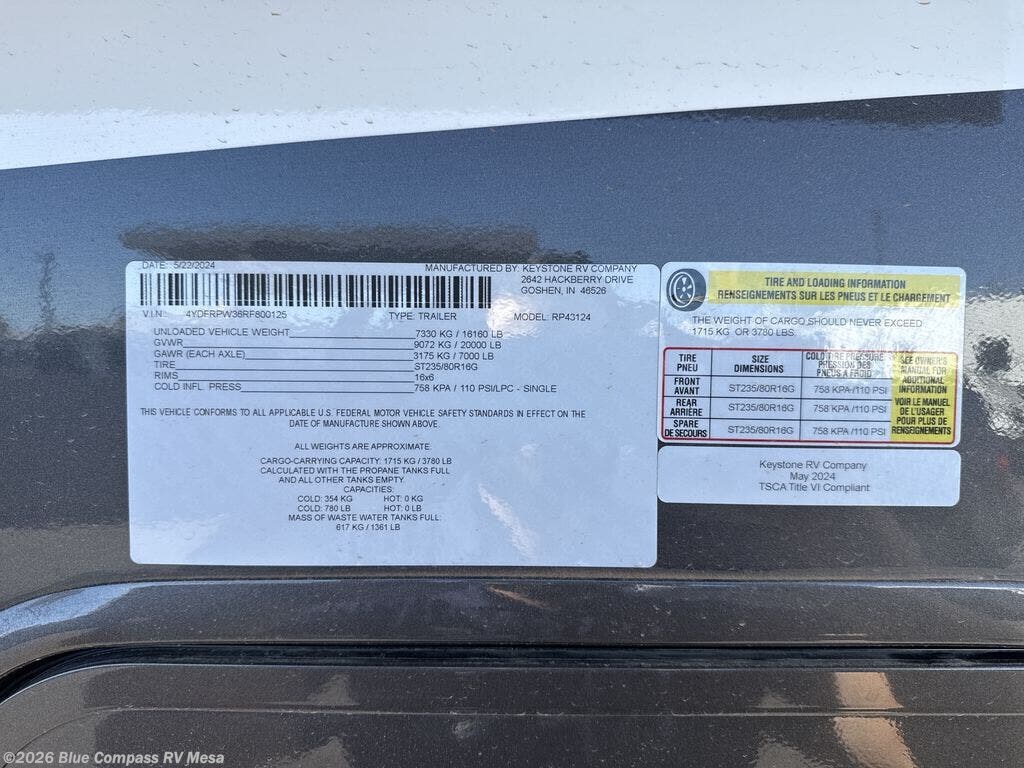 DATE: 5/22/2024
MANUFACTURED BY: KEYSTONE RV COMPANY
2642 HACKBERRY DRIVE
GOSHEN, IN 46526
V.I.N: 4YDFRPW36RF800125 TYPE: TRAILER MODEL: RP43124
UNLOADED VEHICLE WEIGHT 7330 KG / 16160 LB
GVWR 9072 KG / 20000 LB
GAWR (EACH AXLE) 3175 KG / 7000 LB
TIRE ST235/80R16G
RIMS 16x6
COLD INFL. PRESS 758 KPA / 110 PSI/LPC - SINGLE
THIS VEHICLE CONFORMS TO ALL APPLICABLE U.S. FEDERAL MOTOR VEHICLE SAFETY STANDARDS IN EFFECT ON THE
DATE OF MANUFACTURE SHOWN ABOVE.
ALL WEIGHTS ARE APPROXIMATE.
CARGO-CARRYING CAPACITY: 1715 KG / 3780 LB
CALCULATED WITH THE PROPANE TANKS FULL
AND ALL OTHER TANKS EMPTY.
CAPACITIES:
COLD: 354 KG HOT: 0 KG
COLD: 780 LB HOT: 0 LB
MASS OF WASTE WATER TANKS FULL:
617 KG / 1361 LB
TIRE AND LOADING INFORMATION
RENSEIGNEMENTS SUR LES PNEUS ET LE CHARGEMENT
THE WEIGHT OF CARGO SHOULD NEVER EXCEED
1715 KG OR 3780 LBS.
TIRE
PNEU
SIZE
DIMENSIONS
COLD TIRE PRESSURE
PRESSION DES
PNEUS A FROID
FRONT
AVANT
ST235/80R16G
758 KPA /110 PSI
REAR
ARRIÈRE
ST235/80R16G
758 KPA /110 PSI
SPARE
DE SECOURS
ST235/80R16G
758 KPA /110 PSI
SEE OWNER'S
MANUAL FOR
ADDITIONAL
INFORMATION
VOIR LE MANUEL
DE L'USAGER
POUR PLUS DE
RENSEIGNEMENTS
Keystone RV Company
May 2024
TSCA Title VI Compliant
©2026 Blue Compass RV Mesa